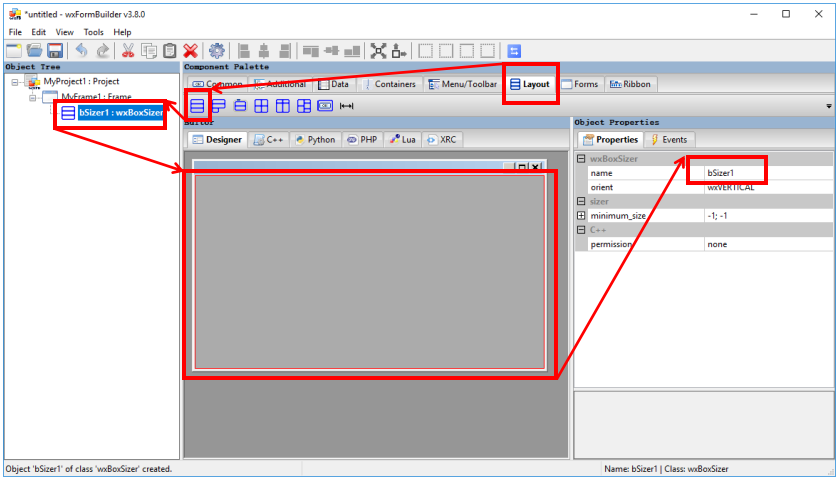 *untitled - wxFormBuilder v3.8.0
File Edit View Tools Help
Object Tree
Component Palette
MyProject1 : Project
MyFrame1 : Frame
bSizer1 : wxBoxSizer
Common Additional Data Containers Menu/Toolbar Layout Forms Ribbon
Editor
Designer C++ Python PHP Lua XRC
Object Properties
Properties Events
wxBoxSizer
name bSizer1
orient wxVERTICAL
sizer
minimum_size -1; -1
C++
permission none
Object 'bSizer1' of class 'wxBoxSizer' created.
Name: bSizer1 | Class: wxBoxSizer